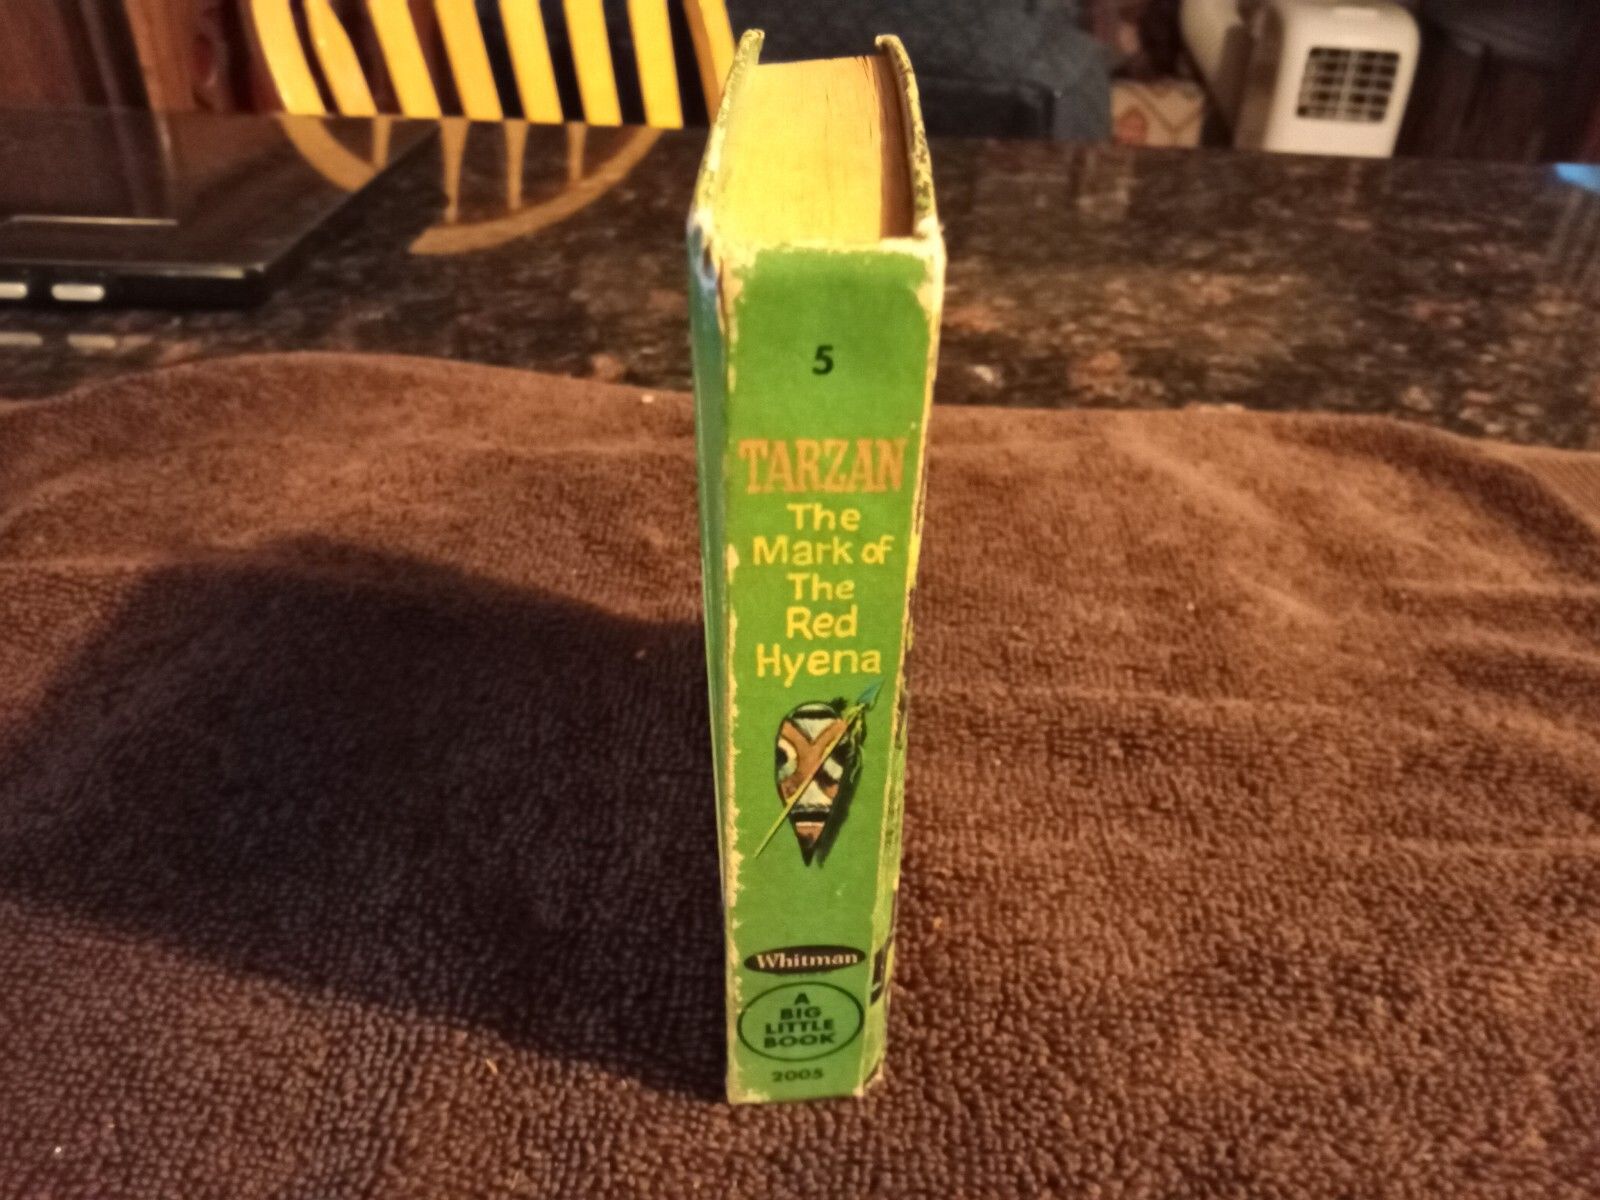 5
TARZAN
The
Mark of
The
Red
Hyena
Whitman
A
BIG
LITTLE
BOOK
2005